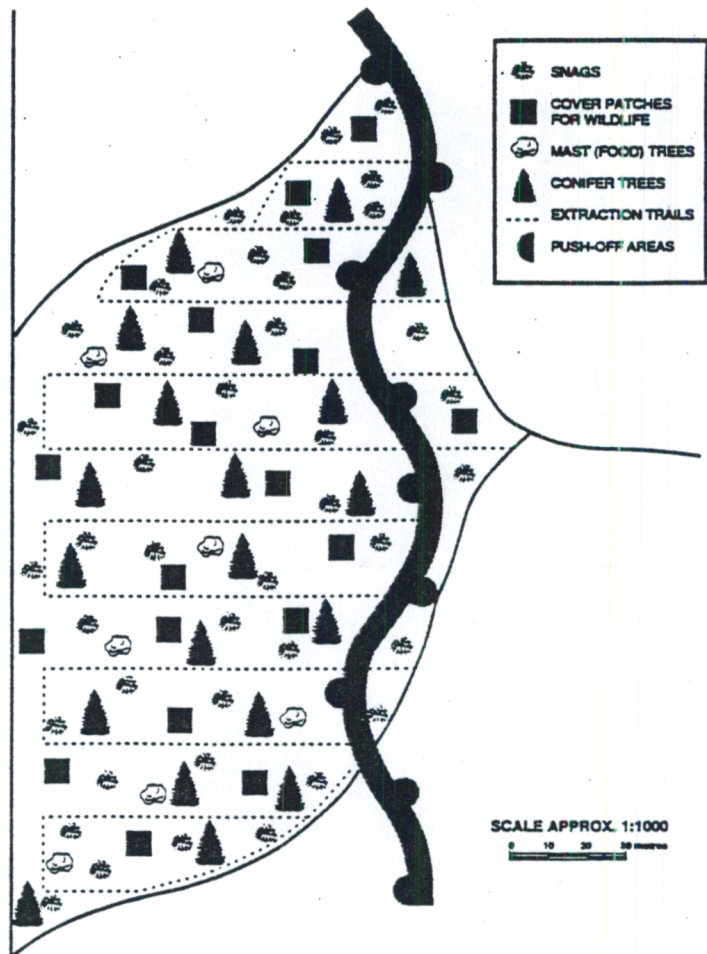 SNAGS
COVER PATCHES
FOR WILDLIFE
MAST (FOOD) TREES
CONIFER TREES
EXTRACTION TRAILS
PUSH-OFF AREAS
SCALE APPROX. 1:1000
0 10 20 30 metres